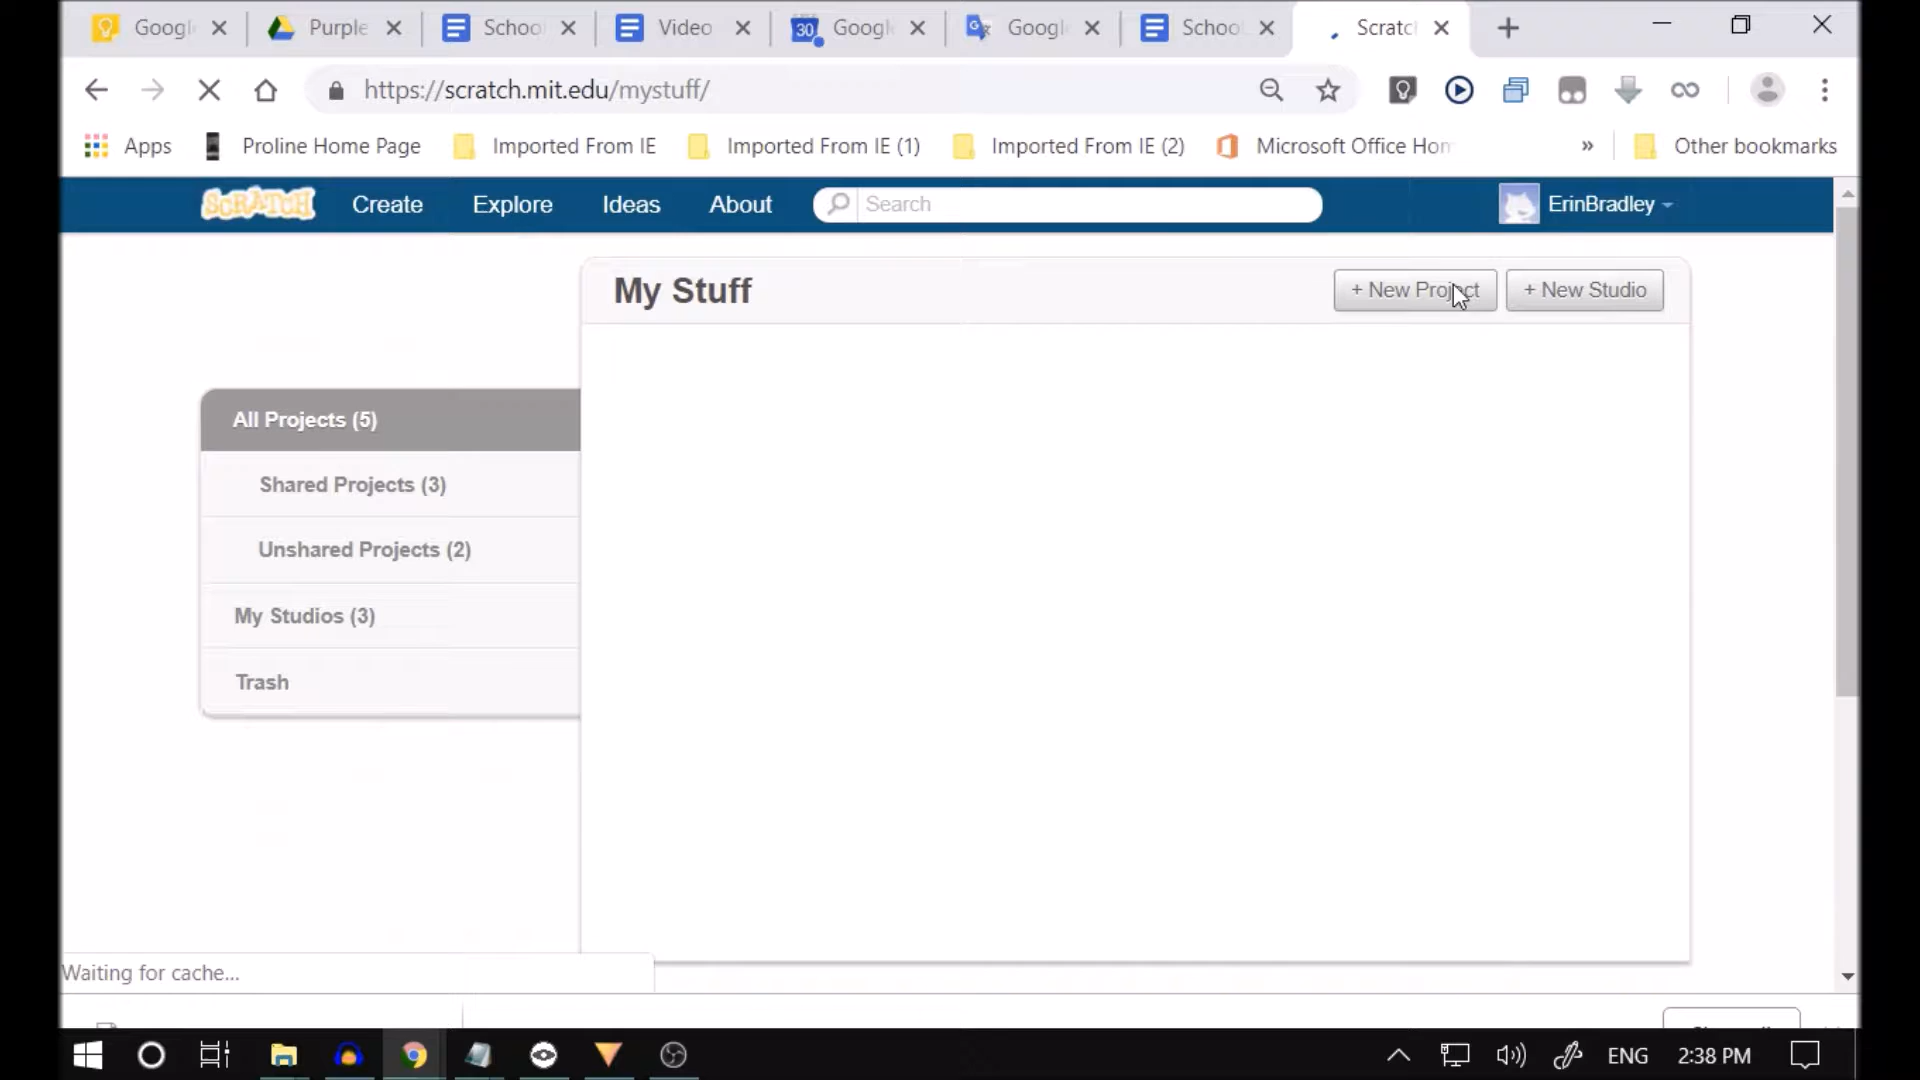 Googl
Purple
Schoo
Video
30
Googl
Googl
Schoo
Scratc
https://scratch.mit.edu/mystuff/
Apps
Proline Home Page
Imported From IE
Imported From IE (1)
Imported From IE (2)
Microsoft Office Hom
»
Other bookmarks
SCRATCH
Create
Explore
Ideas
About
Search
ErinBradley
My Stuff
+ New Project
+ New Studio
All Projects (5)
Shared Projects (3)
Unshared Projects (2)
My Studios (3)
Trash
Waiting for cache...
ENG
2:38 PM